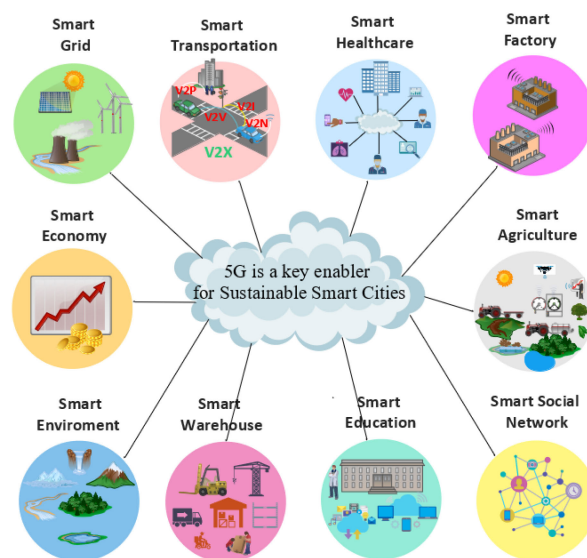 Smart
Grid
Smart
Transportation
Smart
Healthcare
Smart
Factory
V2P
V2I
V2V
V2N
V2X
Smart
Economy
5G is a key enabler
for Sustainable Smart Cities
Smart
Agriculture
Smart
Enviroment
Smart
Warehouse
Smart
Education
Smart Social
Network